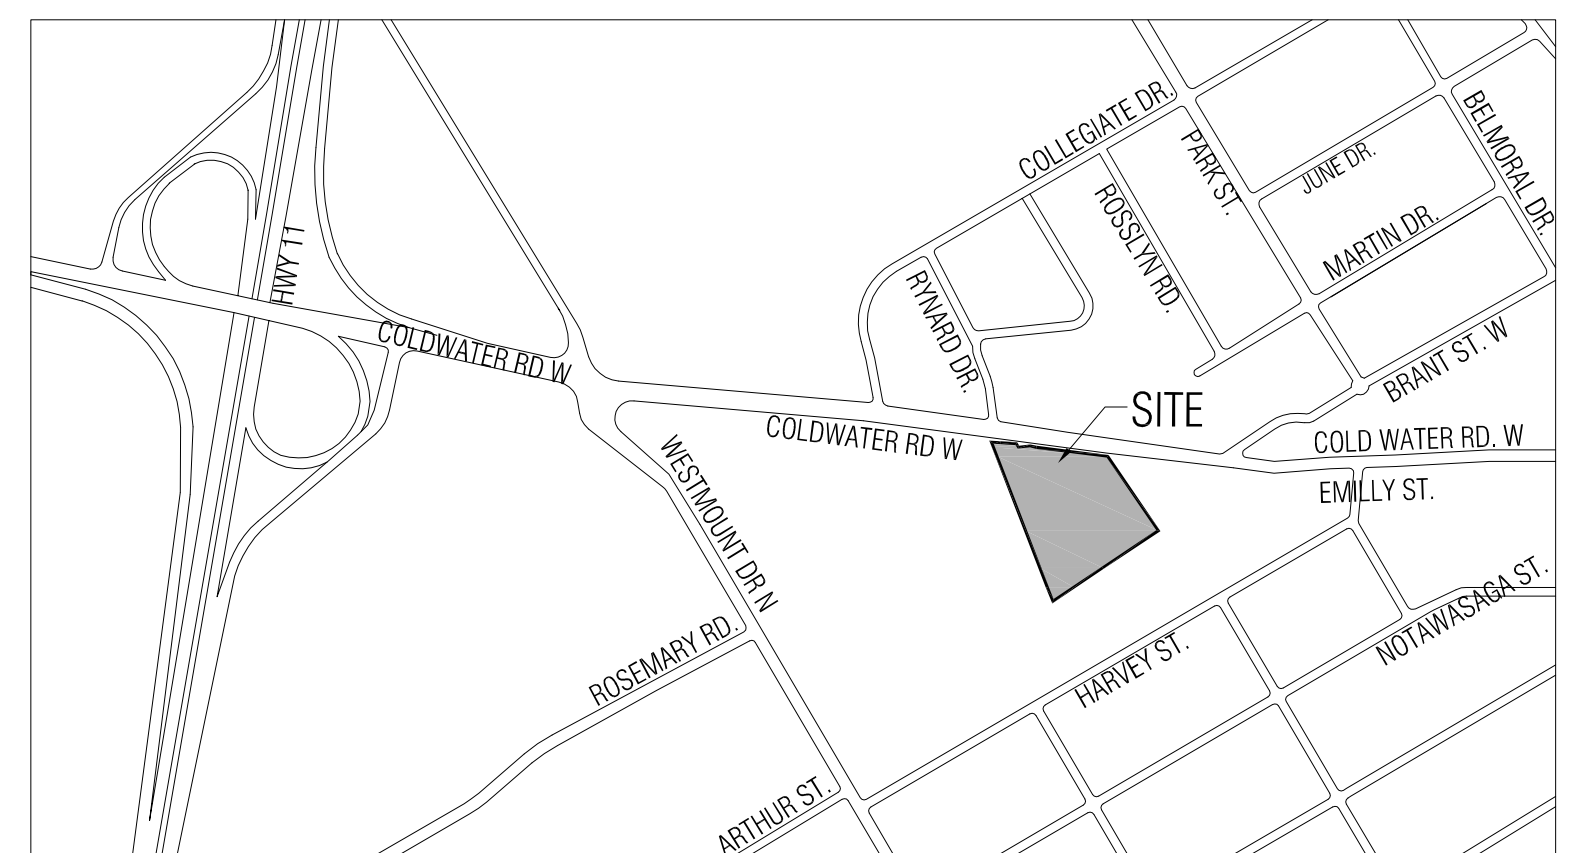 COLLEGIATE DR.
BELMORAL DR.
PARK ST.
JUNE DR.
ROSSLYN RD.
MARTIN DR.
HWY 11
RYNARD DR.
COLDWATER RD W
BRANT ST. W
SITE
COLDWATER RD W
COLD WATER RD. W
WESTMOUNT DR N
EMILLY ST.
NOTAWASAGA ST.
ROSEMARY RD.
HARVEY ST.
ARTHUR ST.